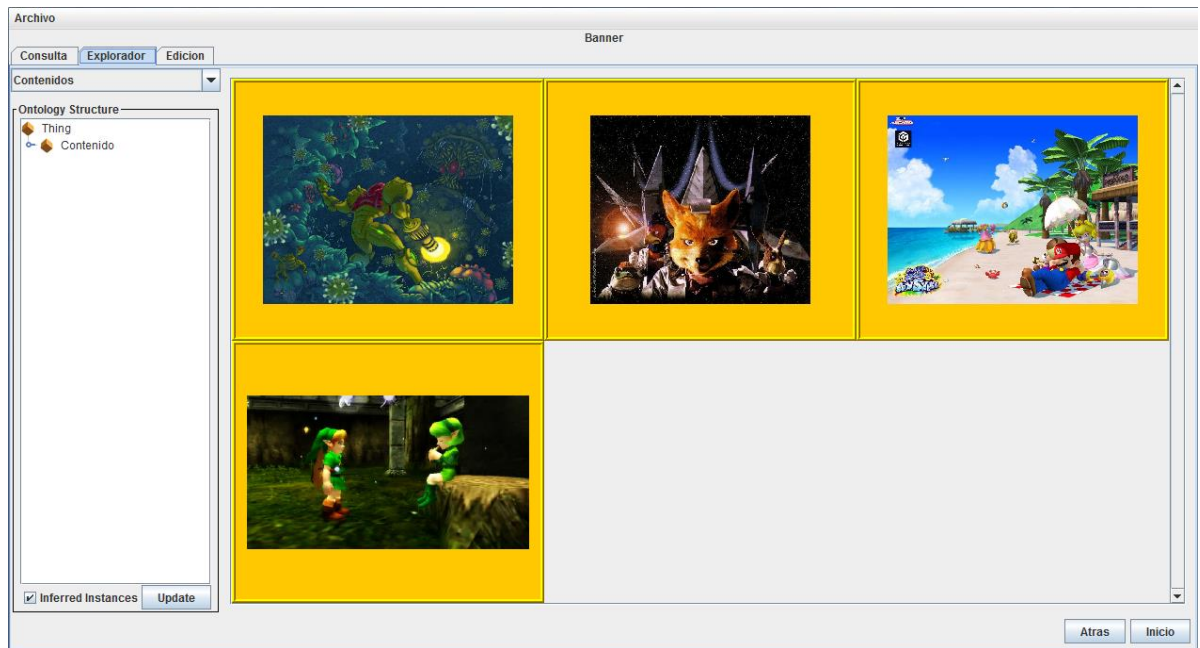 Archivo
Banner
Consulta Explorador Edicion
Contenidos
Ontology Structure
Thing
Contenido
Inferred Instances Update
Atras Inicio